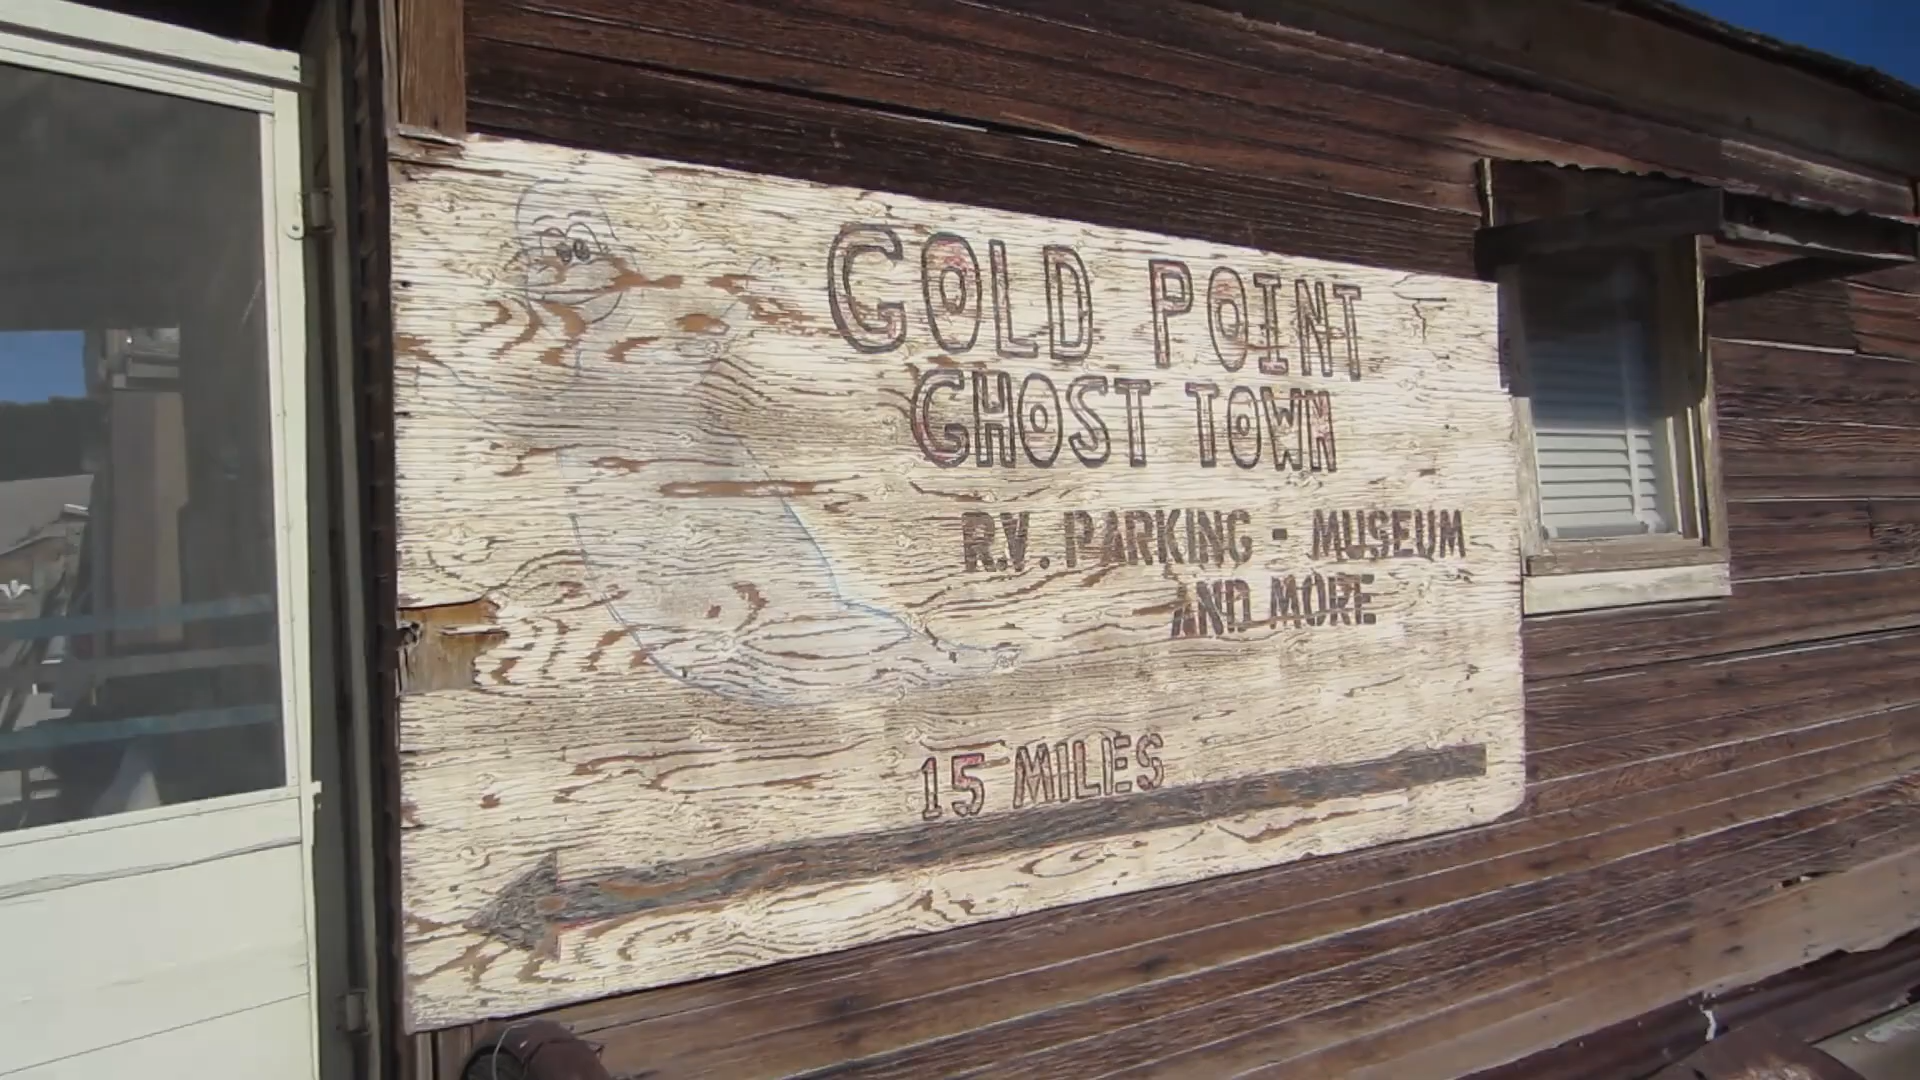 GOLD POINT
GHOST TOWN
R.V. PARKING - MUSEUM
AND MORE
15 MILES